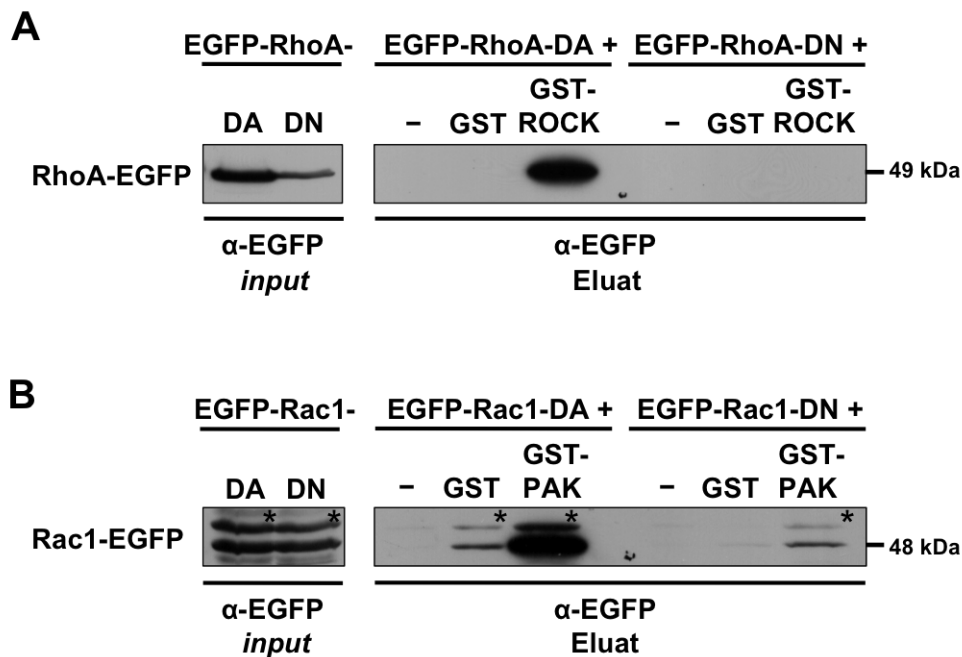 A
EGFP-RhoA- EGFP-RhoA-DA + EGFP-RhoA-DN +
GST- GST-
DA DN – GST ROCK – GST ROCK
RhoA-EGFP 49 kDa
α-EGFP α-EGFP
input Eluat
B
EGFP-Rac1- EGFP-Rac1-DA + EGFP-Rac1-DN +
GST- GST-
DA DN – GST PAK – GST PAK
* * * * *
Rac1-EGFP 48 kDa
α-EGFP α-EGFP
input Eluat